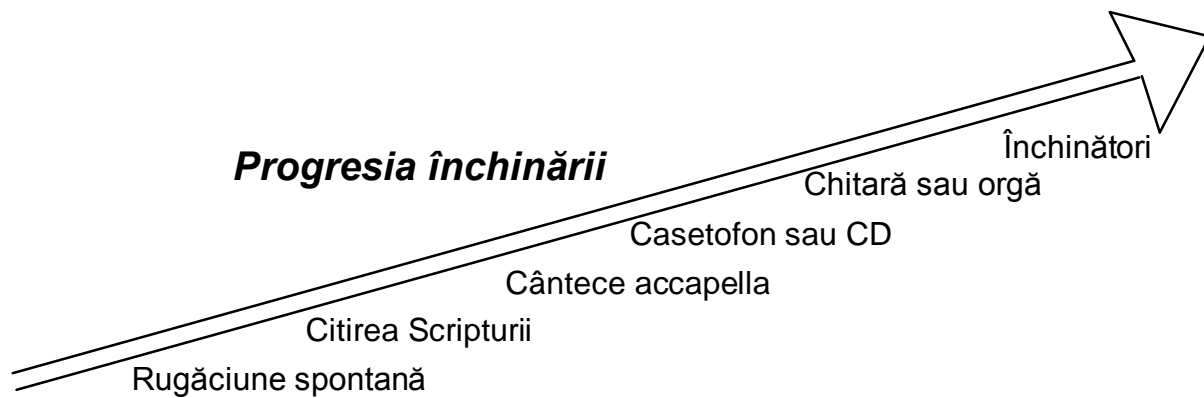 Progresia închinării
Închinători
Chitară sau orgă
Casetofon sau CD
Cântece accapella
Citirea Scripturii
Rugăciune spontană